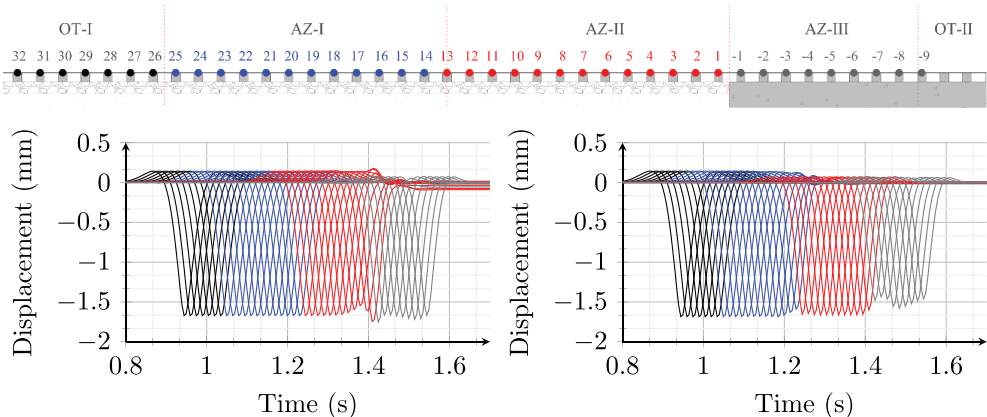 OT-I AZ-I AZ-II AZ-III OT-II
32 31 30 29 28 27 26 25 24 23 22 21 20 19 18 17 16 15 14 13 12 11 10 9 8 7 6 5 4 3 2 1 -1 -2 -3 -4 -5 -6 -7 -8 -9
Displacement (mm)
0.5
0
−0.5
−1
−1.5
−2
0.8 1 1.2 1.4 1.6
Time (s)
Displacement (mm)
0.5
0
−0.5
−1
−1.5
−2
0.8 1 1.2 1.4 1.6
Time (s)